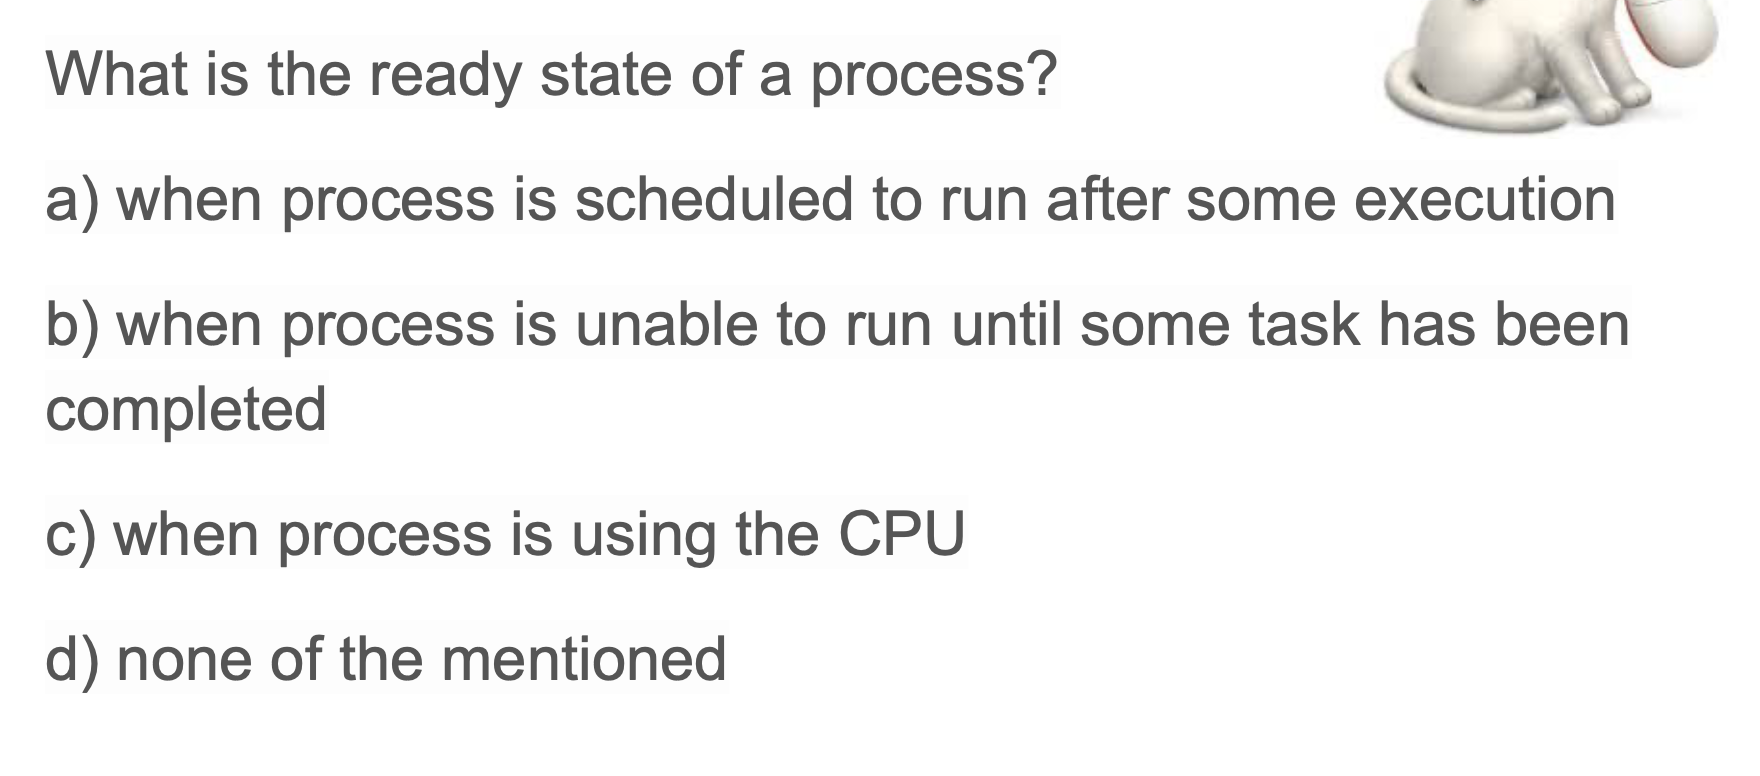 What is the ready state of a process?
a) when process is scheduled to run after some execution
b) when process is unable to run until some task has been
completed
c) when process is using the CPU
d) none of the mentioned